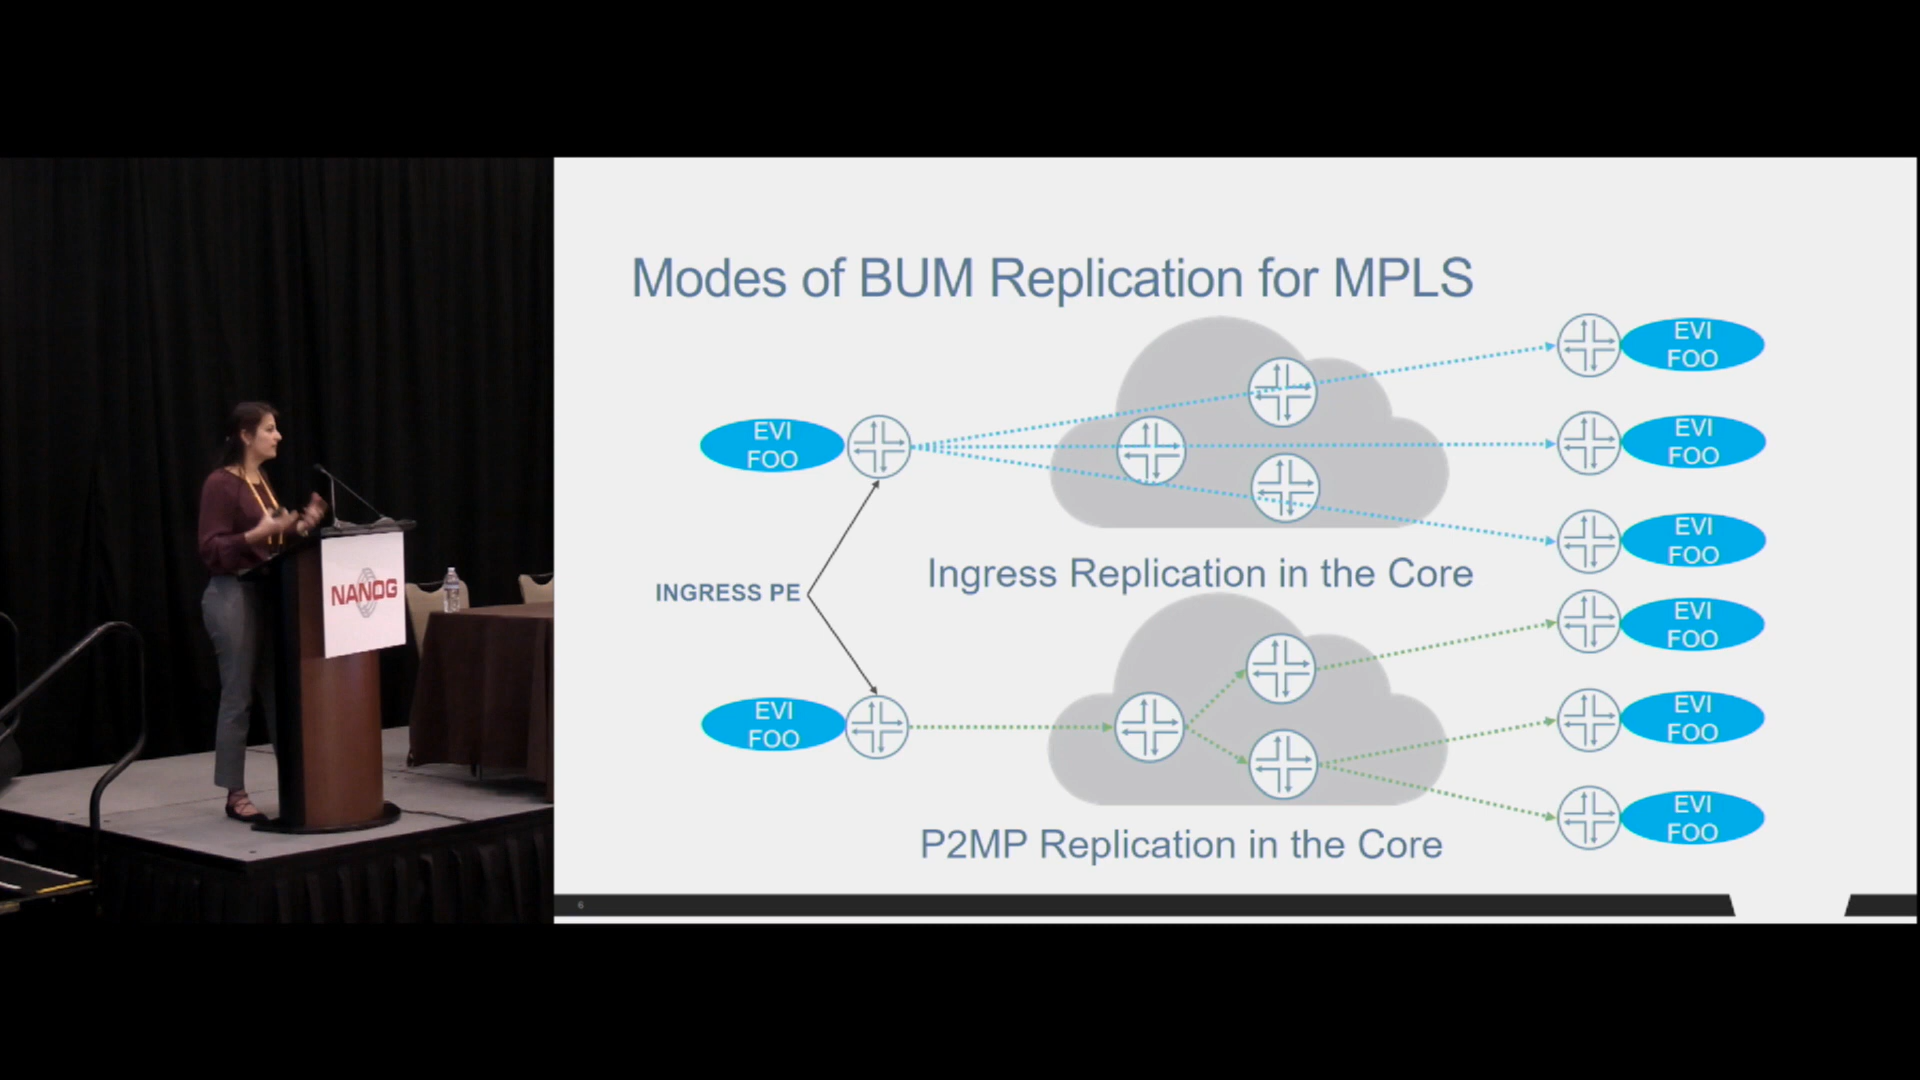 Modes of BUM Replication for MPLS
EVI
FOO
EVI
FOO
EVI
FOO
EVI
FOO
Ingress Replication in the Core
INGRESS PE
NANOG
EVI
FOO
EVI
FOO
EVI
FOO
EVI
FOO
P2MP Replication in the Core
6